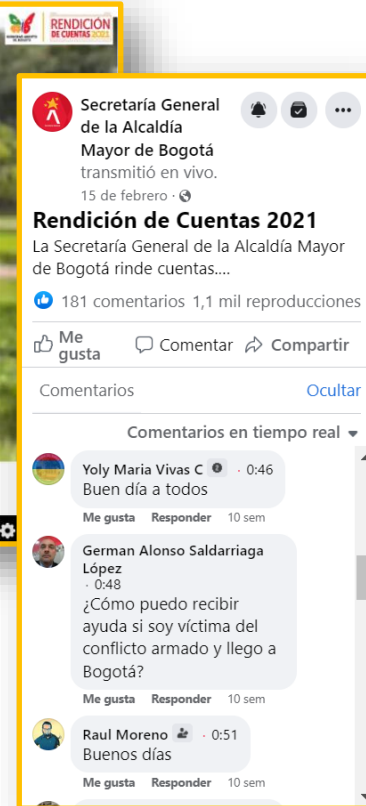 RENDICIÓN
DE CUENTAS 2021
Secretaría General
de la Alcaldía
Mayor de Bogotá
transmitió en vivo.
15 de febrero ·
Rendición de Cuentas 2021
La Secretaría General de la Alcaldía Mayor
de Bogotá rinde cuentas....
181 comentarios 1,1 mil reproducciones
Me gusta
Comentar
Compartir
Comentarios
Ocultar
Comentarios en tiempo real
Yoly Maria Vivas C · 0:46
Buen día a todos
Me gusta Responder 10 sem
German Alonso Saldarriaga
López
· 0:48
¿Cómo puedo recibir
ayuda si soy víctima del
conflicto armado y llego a
Bogotá?
Me gusta Responder 10 sem
Raul Moreno · 0:51
Buenos días
Me gusta Responder 10 sem